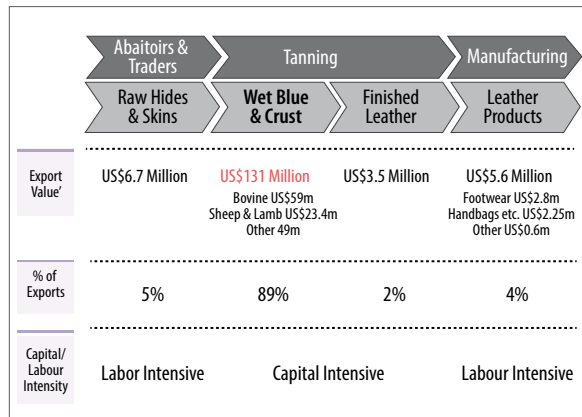 Abaitoirs &
Traders
Tanning
Manufacturing
Raw Hides
& Skins
Wet Blue
& Crust
Finished
Leather
Leather
Products
Export
Value'
US$6.7 Million
US$131 Million
Bovine US$59m
Sheep & Lamb US$23.4m
Other 49m
US$3.5 Million
US$5.6 Million
Footwear US$2.8m
Handbags etc. US$2.25m
Other US$0.6m
% of
Exports
5%
89%
2%
4%
Capital/
Labour
Intensity
Labor Intensive
Capital Intensive
Labour Intensive